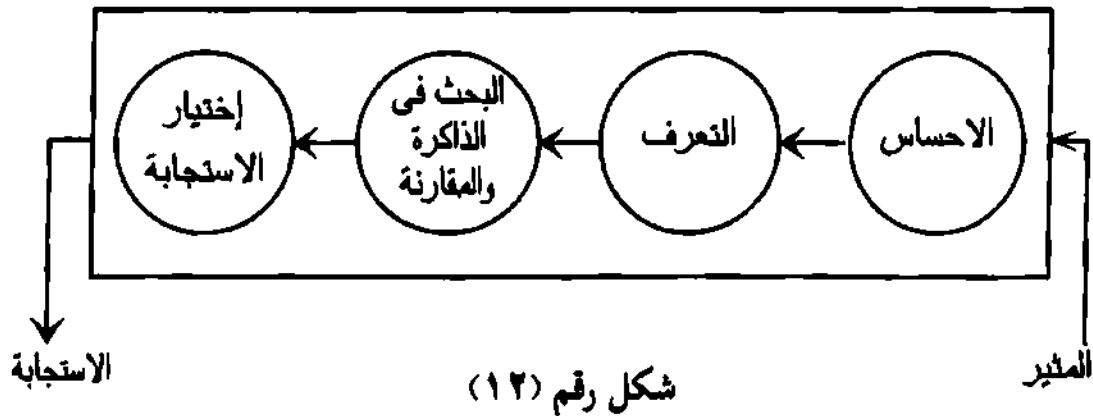 الاحساس
التعرف
البحث فى
الذاكرة
والمقارنة
إختيار
الاستجابة
المثير
الاستجابة
شكل رقم (١٢)